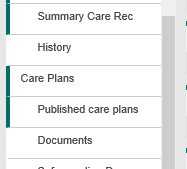 Summary Care Rec
History
Care Plans
Published care plans
Documents